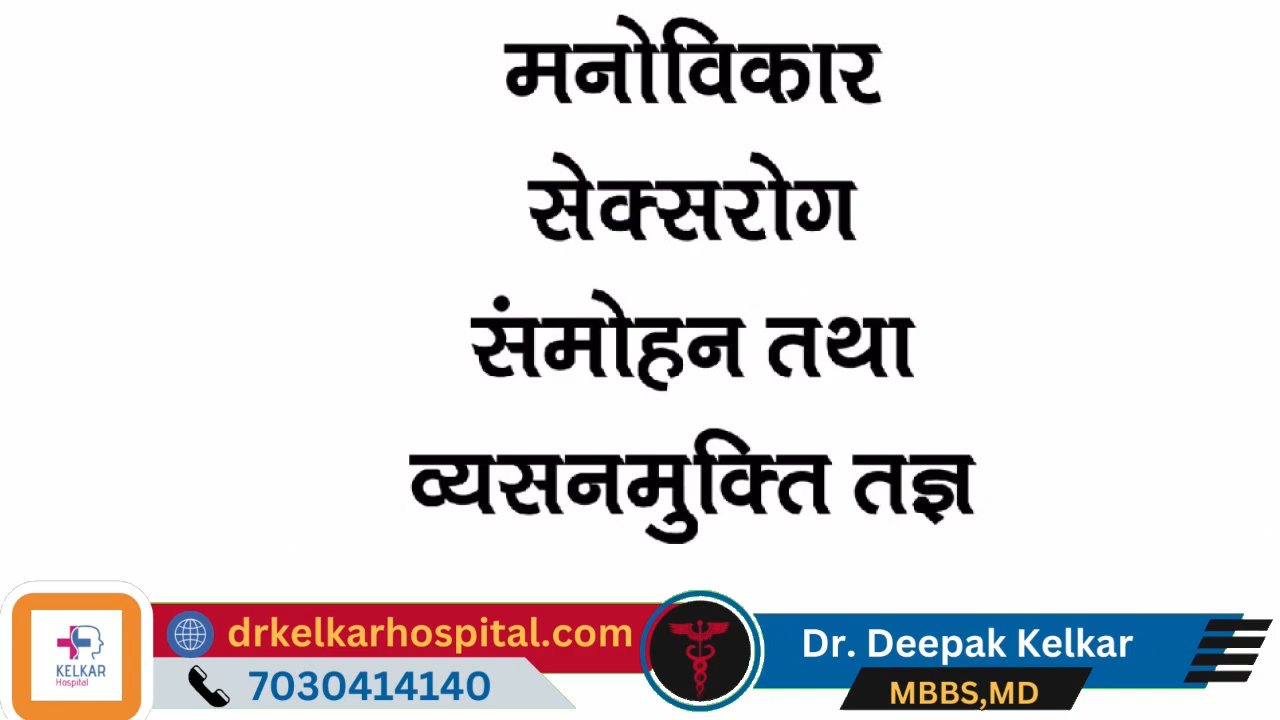 मनोविकार
सेक्सरोग
संमोहन तथा
व्यसनमुक्ति तज्ञ
KELKAR
Hospital
drkelkarhospital.com
7030414140
Dr. Deepak Kelkar
MBBS,MD